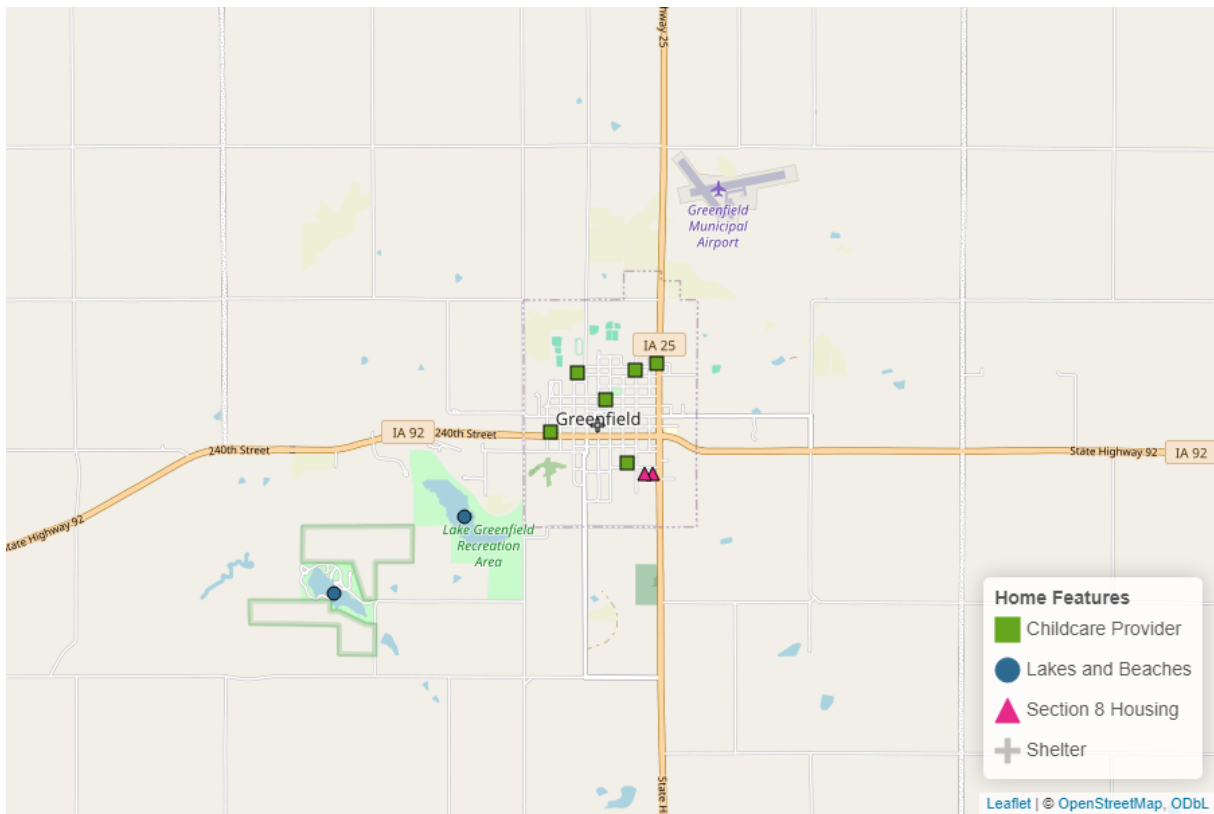 hway 25
Greenfield
Municipal
Airport
IA 25
Greenfield
IA 92
240th Street
240th Street
State Highway 92
IA 92
State Highway 92
Lake Greenfield
Recreation
Area
State H
Home Features
Childcare Provider
Lakes and Beaches
Section 8 Housing
Shelter
Leaflet | © OpenStreetMap, ODbL